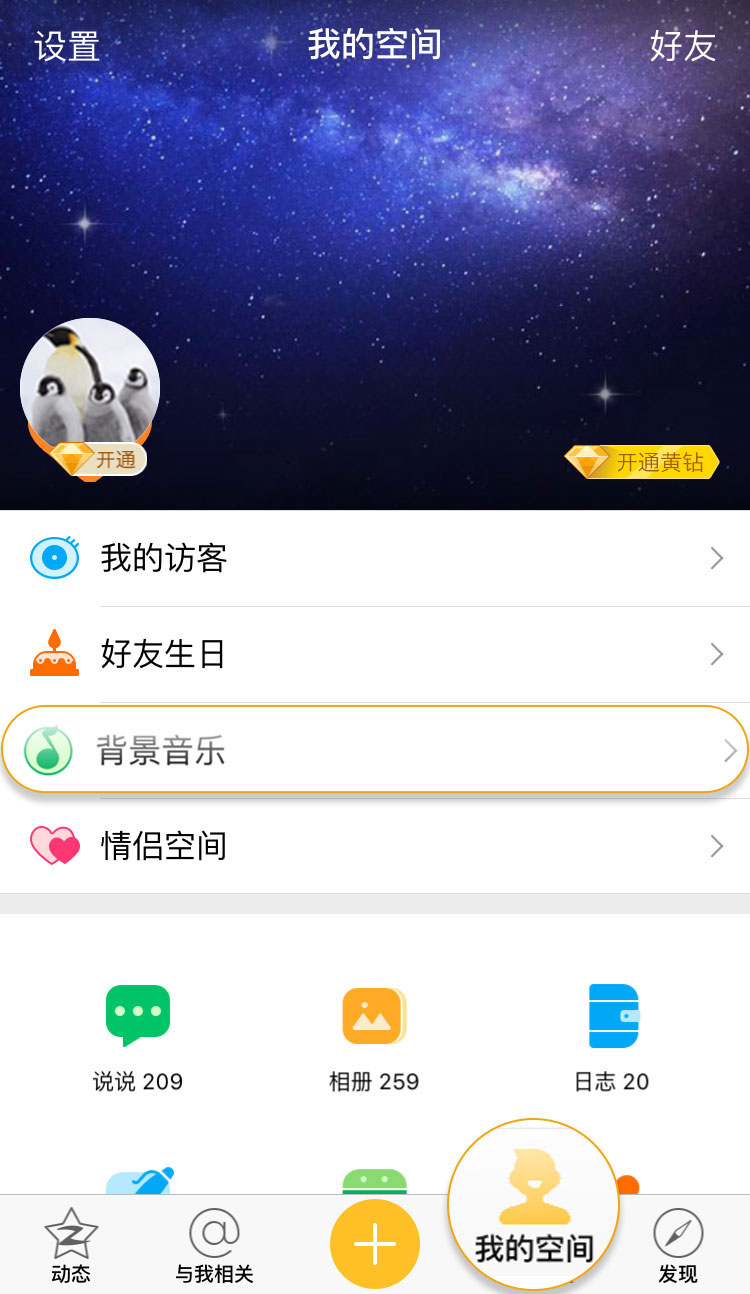 设置
我的空间
好友
开通
开通黄钻
我的访客
好友生日
背景音乐
情侣空间
说说 209
相册 259
日志 20
动态
与我相关
我的空间
发现